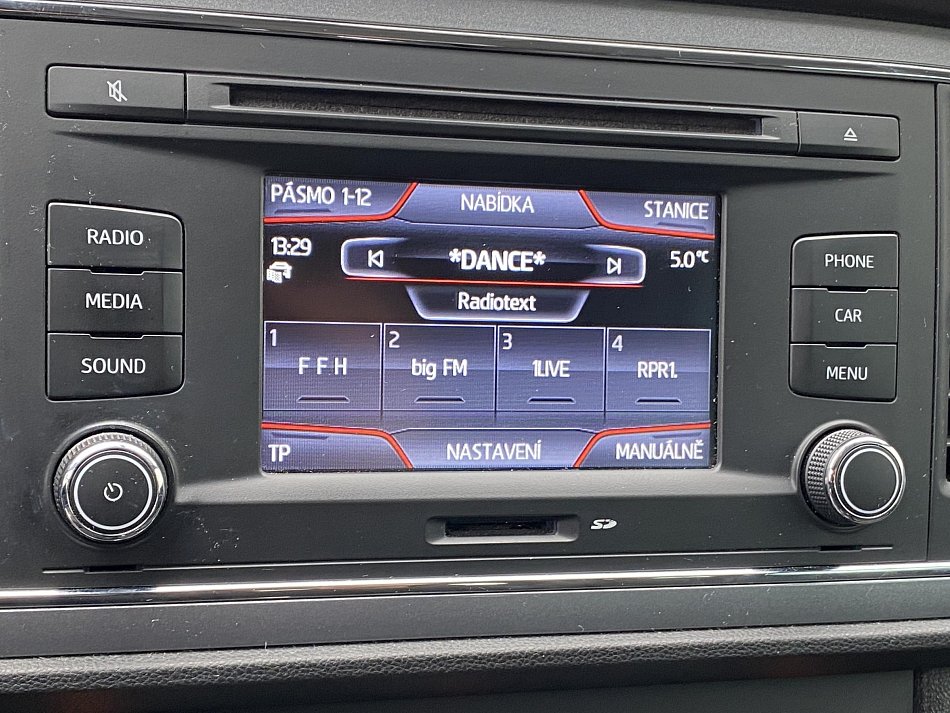 RADIO
MEDIA
SOUND
PÁSMO 1-12
NABÍDKA
STANICE
13:29
*DANCE*
5.0°C
Radiotext
1
FFH
2
big FM
3
1LIVE
4
RPR1.
TP
NASTAVENÍ
MANUÁLNĚ
PHONE
CAR
MENU
SD